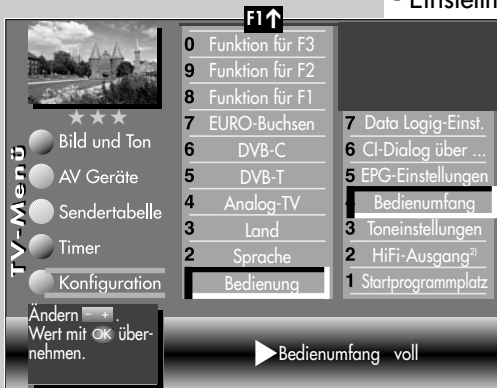 - Einstelln
F1↑
0 Funktion für F3
9 Funktion für F2
8 Funktion für F1
7 EURO-Buchsen
6 DVB-C
5 DVB-T
4 Analog-TV
3 Land
2 Sprache
Bedienung
7 Data Logig-Einst.
6 CI-Dialog über ...
5 EPG-Einstellungen
Bedienumfang
3 Toneinstellungen
2 HiFi-Ausgang²⁾
1 Startprogrammplatz
TV-Menü
Bild und Ton
AV Geräte
Sendertabelle
Timer
Konfiguration
Ändern - + .
Wert mit OK über-
nehmen.
Bedienumfang voll